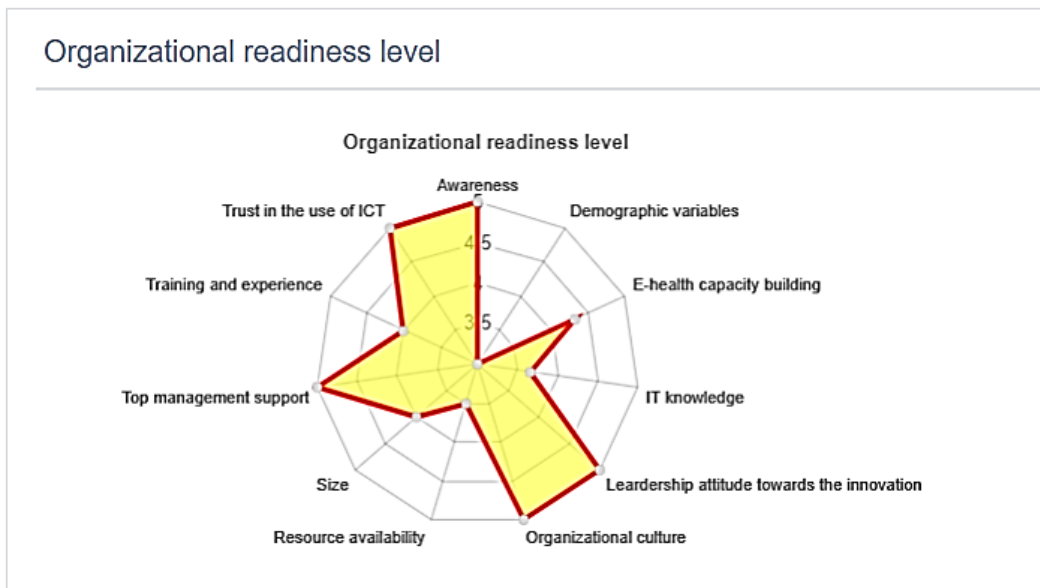 Organizational readiness level
Organizational readiness level
Awareness
5
Trust in the use of ICT
Demographic variables
4.5
Training and experience
4
E-health capacity building
3.5
Top management support
IT knowledge
Size
Leardership attitude towards the innovation
Resource availability
Organizational culture